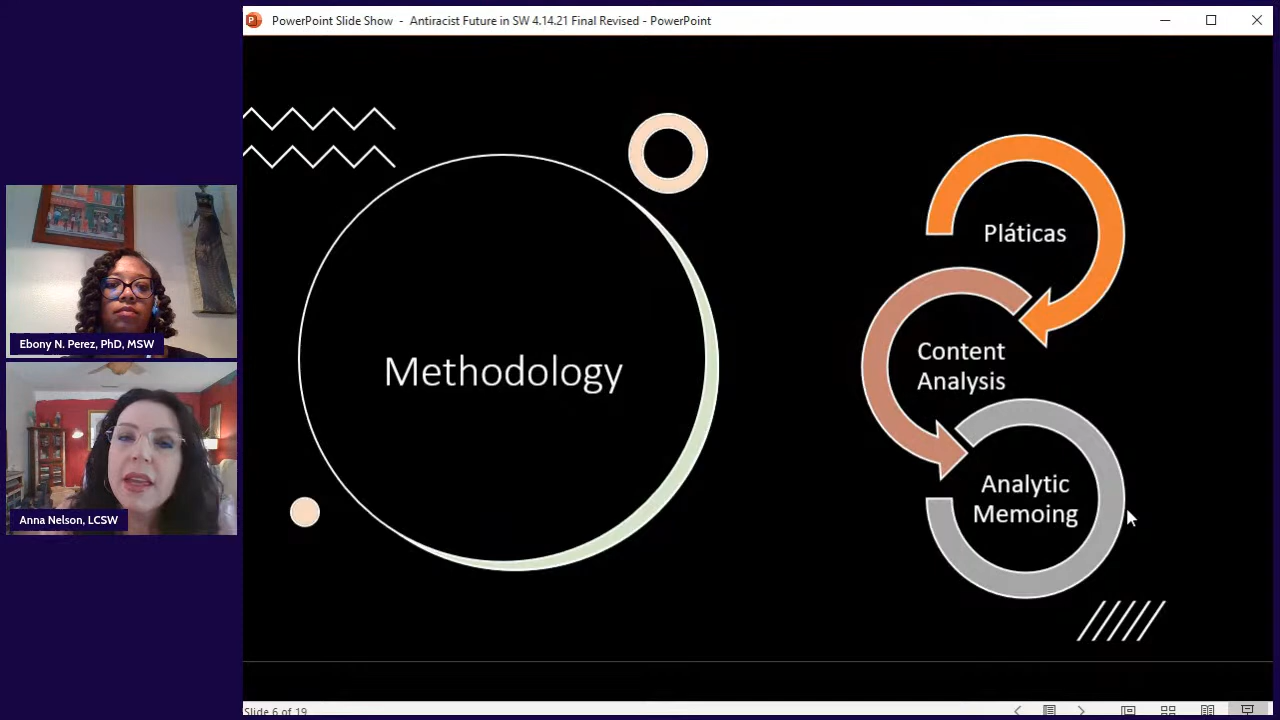 PowerPoint Slide Show - Antiracist Future in SW 4.14.21 Final Revised - PowerPoint
Methodology
Pláticas
Content
Analysis
Analytic
Memoing
Ebony N. Perez, PhD, MSW
Anna Nelson, LCSW
Slide 6 of 19